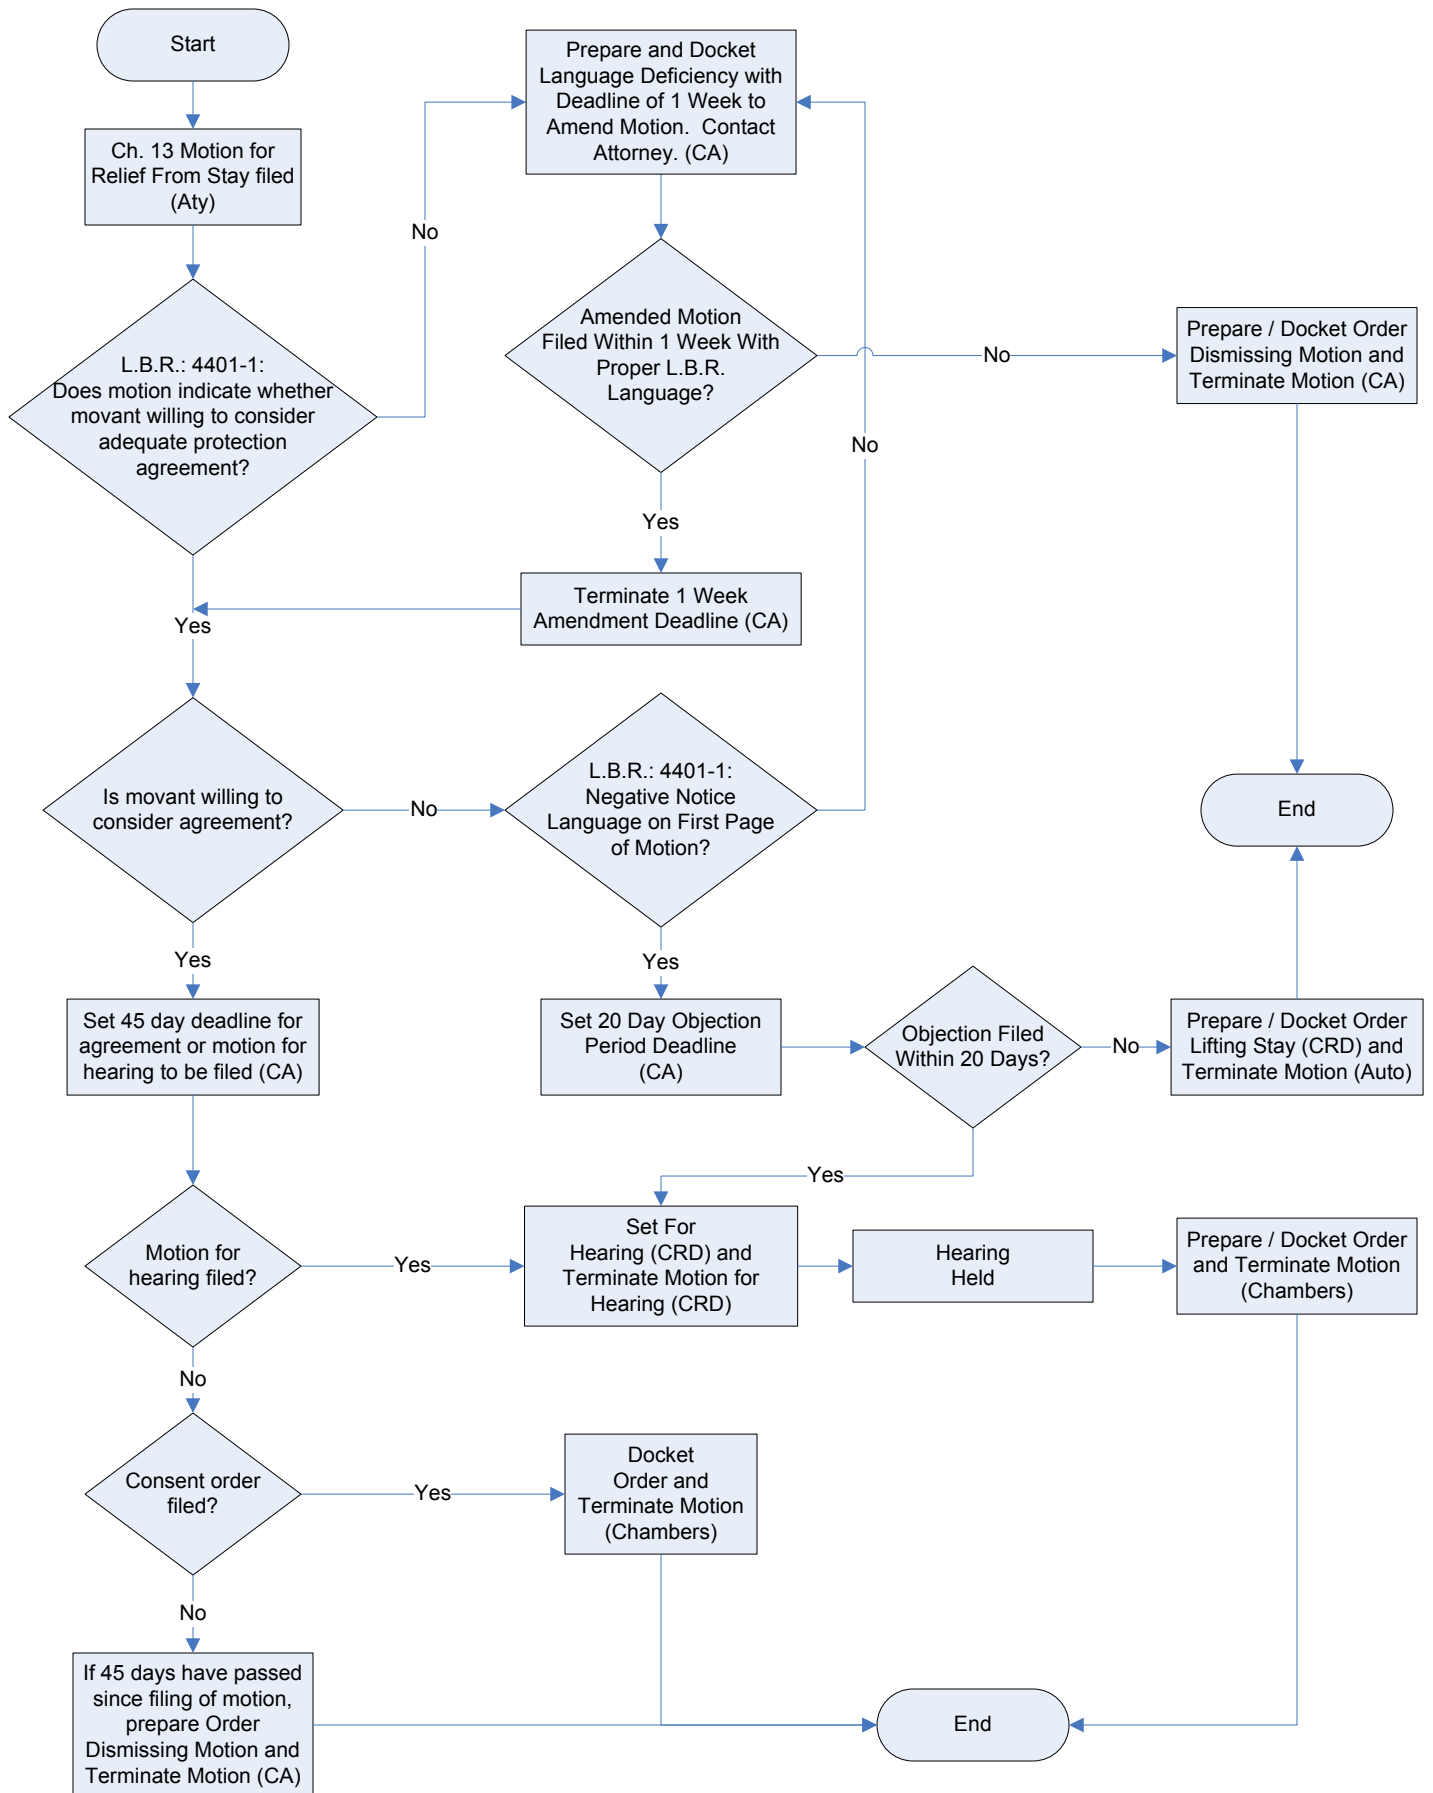 Start
Ch. 13 Motion for
Relief From Stay filed
(Aty)
L.B.R.: 4401-1:
Does motion indicate whether
movant willing to consider
adequate protection
agreement?
No
Prepare and Docket
Language Deficiency with
Deadline of 1 Week to
Amend Motion.  Contact
Attorney. (CA)
Amended Motion
Filed Within 1 Week With
Proper L.B.R.
Language?
No
Prepare / Docket Order
Dismissing Motion and
Terminate Motion (CA)
Yes
Terminate 1 Week
Amendment Deadline (CA)
Yes
Is movant willing to
consider agreement?
No
L.B.R.: 4401-1:
Negative Notice
Language on First Page
of Motion?
No
End
Yes
Set 45 day deadline for
agreement or motion for
hearing to be filed (CA)
Yes
Set 20 Day Objection
Period Deadline
(CA)
Objection Filed
Within 20 Days?
No
Prepare / Docket Order
Lifting Stay (CRD) and
Terminate Motion (Auto)
Yes
Motion for
hearing filed?
Yes
Set For
Hearing (CRD) and
Terminate Motion for
Hearing (CRD)
Hearing
Held
Prepare / Docket Order
and Terminate Motion
(Chambers)
No
Consent order
filed?
Yes
Docket
Order and
Terminate Motion
(Chambers)
No
If 45 days have passed
since filing of motion,
prepare Order
Dismissing Motion and
Terminate Motion (CA)
End